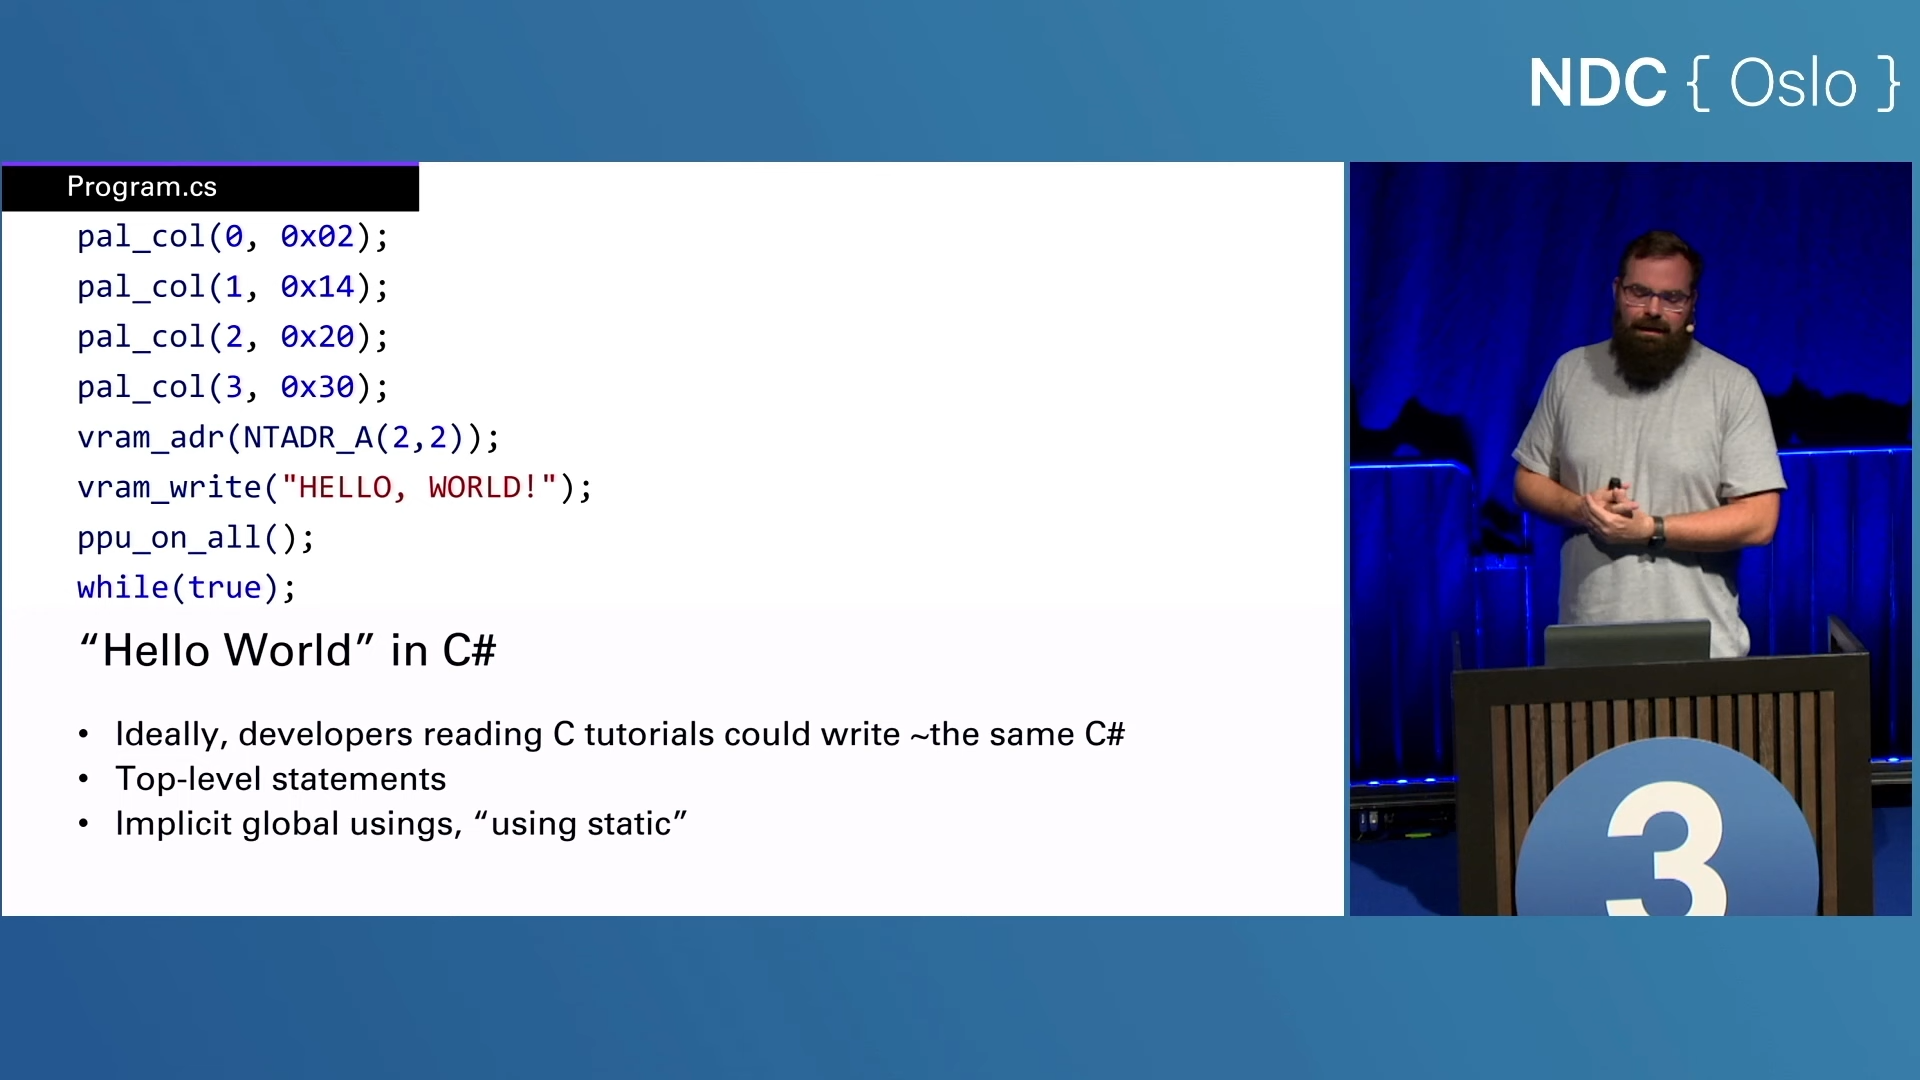 NDC { Oslo }
Program.cs
pal_col(0, 0x02);
pal_col(1, 0x14);
pal_col(2, 0x20);
pal_col(3, 0x30);
vram_adr(NTADR_A(2,2));
vram_write("HELLO, WORLD!");
ppu_on_all();
while(true);
“Hello World” in C#
• Ideally, developers reading C tutorials could write ~the same C#
• Top-level statements
• Implicit global usings, “using static”
3